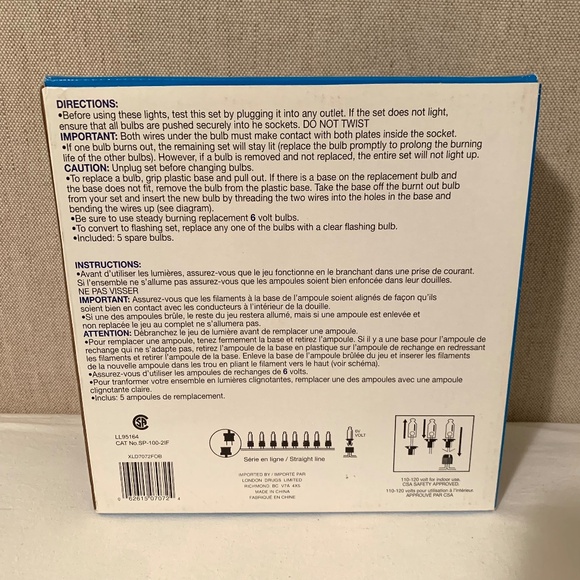 DIRECTIONS:
•Before using these lights, test this set by plugging it into any outlet. If the set does not light,
ensure that all bulbs are pushed securely into he sockets. DO NOT TWIST
IMPORTANT: Both wires under the bulb must make contact with both plates inside the socket.
•If one bulb burns out, the remaining set will stay lit (replace the bulb promptly to prolong the burning
life of the other bulbs). However, if a bulb is removed and not replaced, the entire set will not light up.
CAUTION: Unplug set before changing bulbs.
•To replace a bulb, grip plastic base and pull out. If there is a base on the replacement bulb and
the base does not fit, remove the bulb from the plastic base. Take the base off the burnt out bulb
from your set and insert the new bulb by threading the two wires into the holes in the base and
bending the wires up (see diagram).
•Be sure to use steady burning replacement 6 volt bulbs.
•To convert to flashing set, replace any one of the bulbs with a clear flashing bulb.
•Included: 5 spare bulbs.
INSTRUCTIONS:
•Avant d'utiliser les lumières, assurez-vous que le jeu fonctionne en le branchant dans une prise de courant.
Si l'ensemble ne s'allume pas assurez-vous que les ampoules soient bien enfoncée dans leur douilles.
NE PAS VISSER
IMPORTANT: Assurez-vous que les filaments à la base de l'ampoule soient alignés de façon qu'ils
soient bien en contact avec les conducteurs à l'intérieur de la douille.
•Si une des ampoules brûle, le reste du jeu restera allumé, mais si une ampoule est enlevée et
non replacée le jeu au complet ne s'allumera pas.
ATTENTION: Débranchez le jeu de lumière avant de remplacer une ampoule.
•Pour remplacer une ampoule, tenez fermement la base et retirez l'ampoule. Si il y a une base pour l'ampoule de
rechange qui ne s'adapte pas, retirez l'ampoule de la base en plastique sur l'ampoule de rechange en redressant
les filaments et retirer l'ampoule de la base. Enleve la base de l'ampoule brûlée du jeu et inserer les filaments
de la nouvelle ampoule dans les trou en pliant le filament vers le haut (voir schéma).
•Assurez-vous d'utiliser les ampoules de rechanges de 6 volts.
•Pour tranformer votre ensemble en lumières clignotantes, remplacer une des ampoules avec une ampoule
clignotante claire.
•Inclus: 5 ampoules de remplacement.
SA
LL95164
CAT No.SP-100-2IF
XLD7072FDB
0 62615 07072 4
6V
VOLT
Série en ligne / Straight line
IMPORTED BY / IMPORTÉ PAR
LONDON DRUGS LIMITED
RICHMOND BC V7A 4X5
MADE IN CHINA
FABRIQUÉ EN CHINE
110-120 volt for indoor use.
CSA SAFETY APPROVED.
110-120 volts pour utilisation à l'intérieur
APPROUVÉ PAR CSA